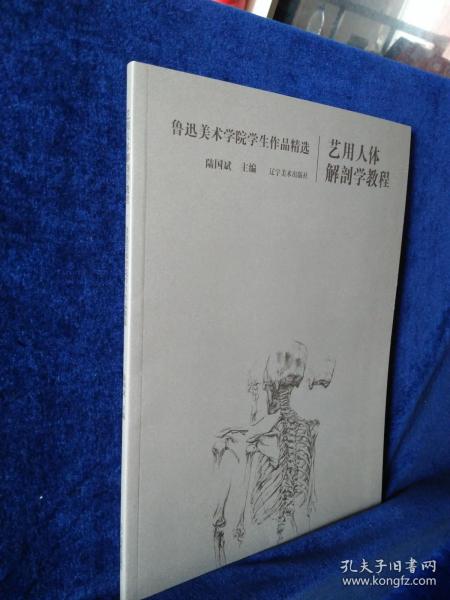 鲁迅美术学院学生作品精选
陆国斌 主编 辽宁美术出版社
艺用人体
解剖学教程
孔夫子旧书网
www.kongfz.com